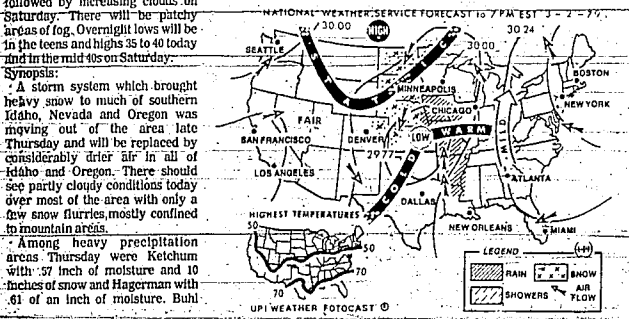 followed by increasing clouds on
Saturday. There will be patchy
areas of fog. Overnight lows will be
in the teens and highs 35 to 40 today
and in the mid 40s on Saturday.
Synopsis:
A storm system which brought
heavy snow to much of southern
Idaho, Nevada and Oregon was
moving out of the area late
Thursday and will be replaced by
considerably drier air in all of
Idaho and Oregon. There should
see partly cloudy conditions today
over most of the area with only a
few snow flurries, mostly confined
to mountain areas.
Among heavy precipitation
areas Thursday were Ketchum
with .57 inch of moisture and 10
inches of snow and Hagerman with
.61 of an inch of moisture. Buhl
NATIONAL WEATHER SERVICE FORECAST to 7 PM EST 3-2-79
30.00
HIGH
30.00
30.24
SEATTLE
STATIONARY
MINNEAPOLIS
BOSTON
NEW YORK
CHICAGO
FAIR
SAN FRANCISCO
DENVER
LOW
WARM
MILD
29.77
COLD
LOS ANGELES
ATLANTA
DALLAS
NEW ORLEANS
MIAMI
HIGHEST TEMPERATURES
50
50
70
70
UPI WEATHER FOTOCAST ©
LEGEND
RAIN
SNOW
SHOWERS
AIR FLOW